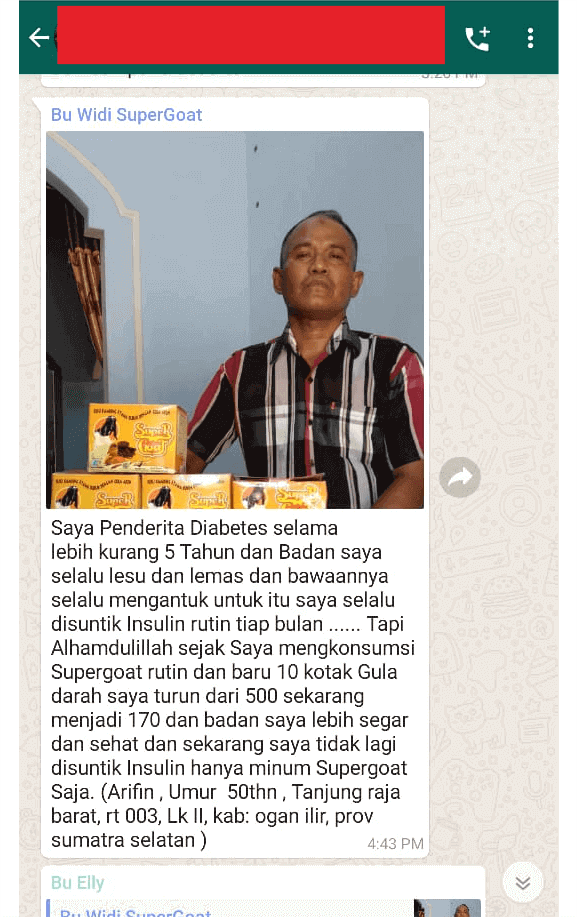 Bu Widi SuperGoat
SupeR
Goat
SupeR
SupeR
Saya Penderita Diabetes selama
lebih kurang 5 Tahun dan Badan saya
selalu lesu dan lemas dan bawaannya
selalu mengantuk untuk itu saya selalu
disuntik Insulin rutin tiap bulan ...... Tapi
Alhamdulillah sejak Saya mengkonsumsi
Supergoat rutin dan baru 10 kotak Gula
darah saya turun dari 500 sekarang
menjadi 170 dan badan saya lebih segar
dan sehat dan sekarang saya tidak lagi
disuntik Insulin hanya minum Supergoat
Saja. (Arifin , Umur  50thn , Tanjung raja
barat, rt 003, Lk II, kab: ogan ilir, prov
sumatra selatan )
4:43 PM
Bu Elly
Bu Widi SuperGoat